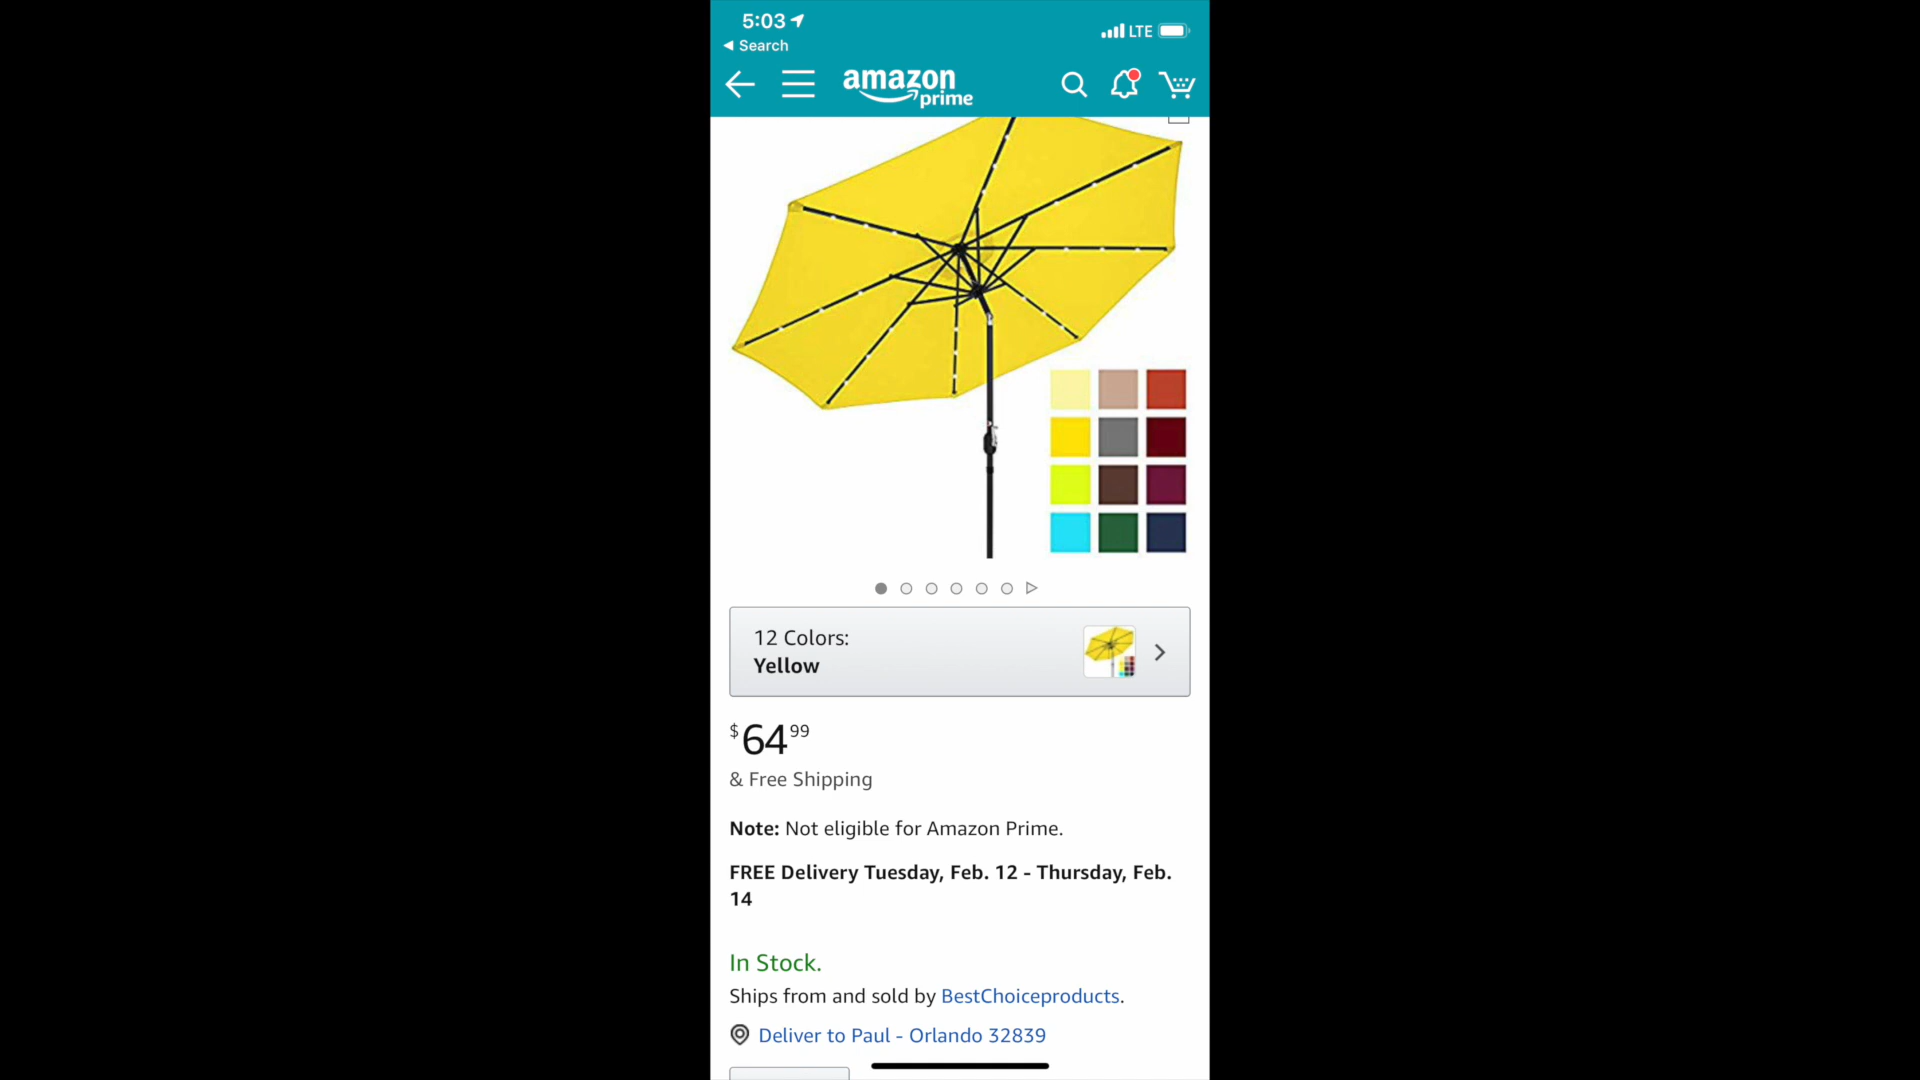 5:03
LTE
Search
amazon
prime
12 Colors:
Yellow
$64 99
& Free Shipping
Note: Not eligible for Amazon Prime.
FREE Delivery Tuesday, Feb. 12 - Thursday, Feb.
14
In Stock.
Ships from and sold by BestChoiceproducts.
Deliver to Paul - Orlando 32839